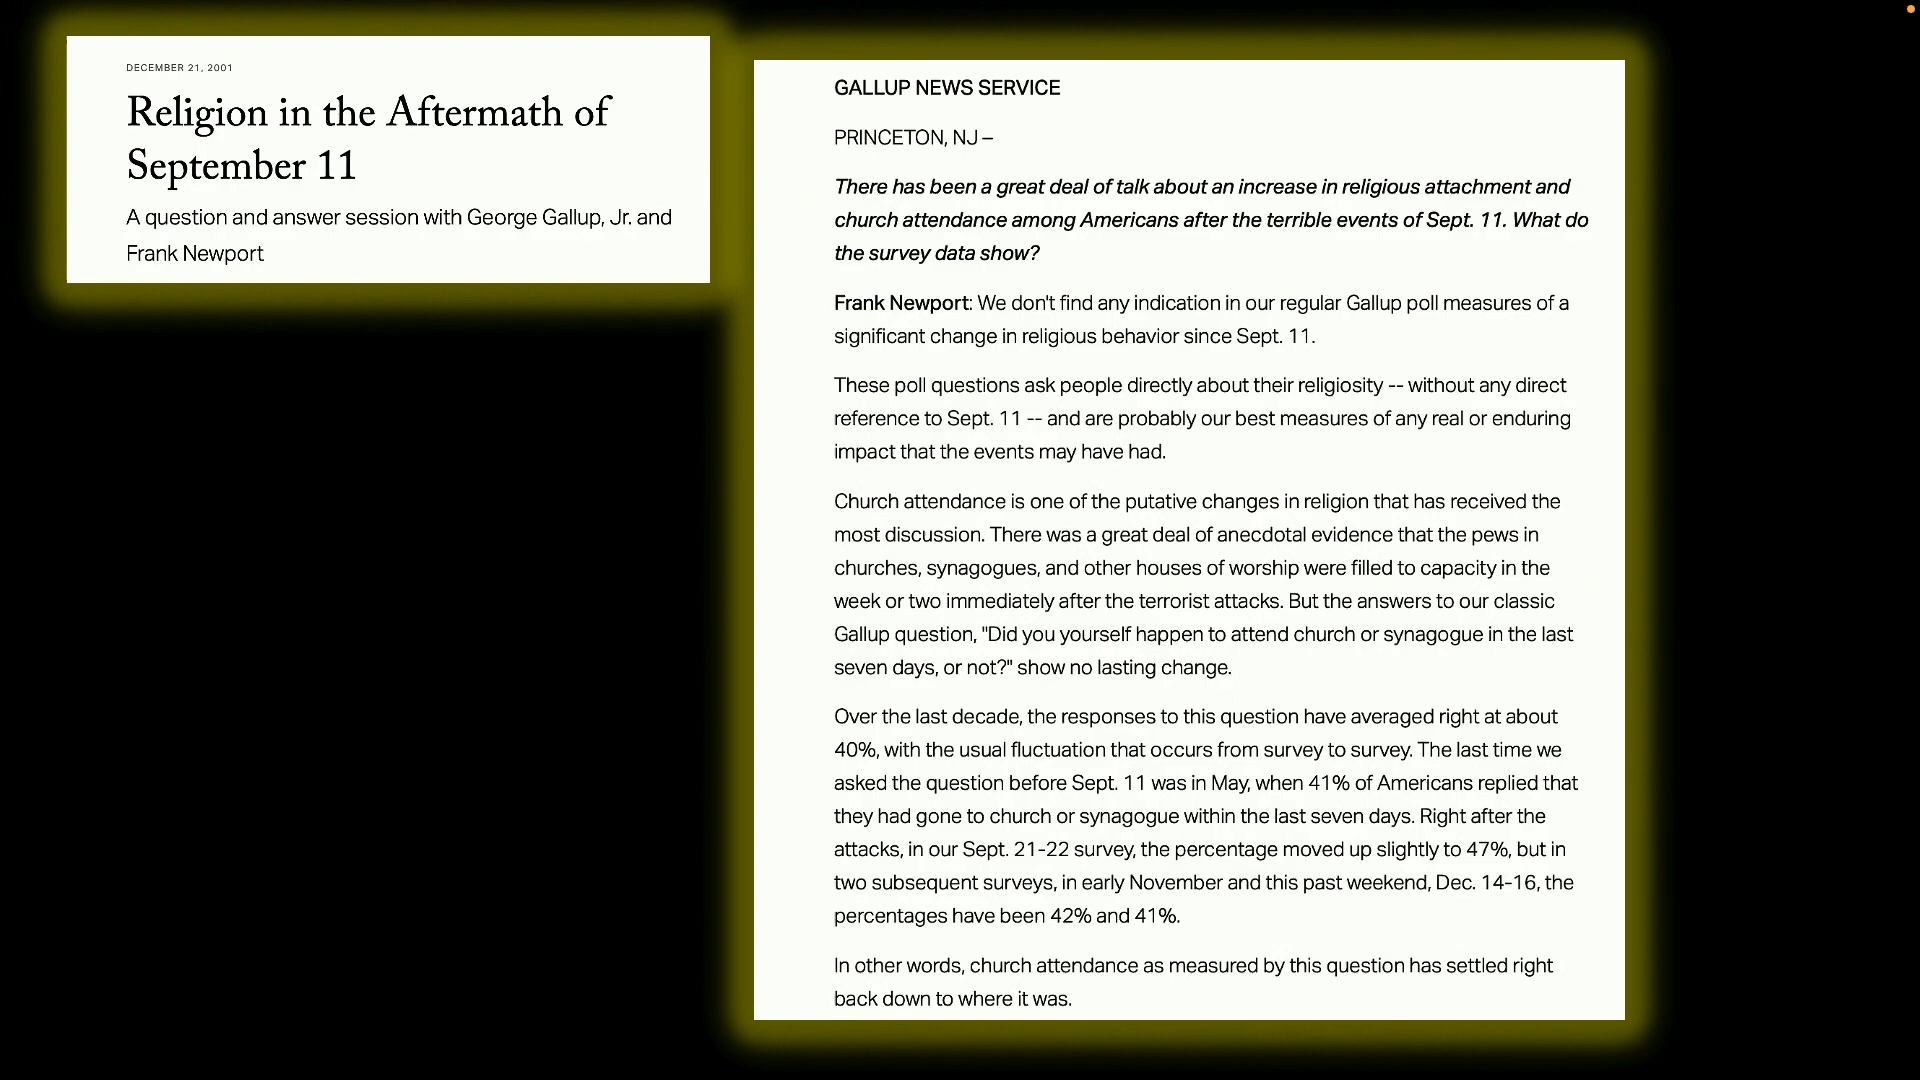 DECEMBER 21, 2001
Religion in the Aftermath of
September 11
A question and answer session with George Gallup, Jr. and
Frank Newport
GALLUP NEWS SERVICE
PRINCETON, NJ –
There has been a great deal of talk about an increase in religious attachment and
church attendance among Americans after the terrible events of Sept. 11. What do
the survey data show?
Frank Newport: We don't find any indication in our regular Gallup poll measures of a
significant change in religious behavior since Sept. 11.
These poll questions ask people directly about their religiosity -- without any direct
reference to Sept. 11 -- and are probably our best measures of any real or enduring
impact that the events may have had.
Church attendance is one of the putative changes in religion that has received the
most discussion. There was a great deal of anecdotal evidence that the pews in
churches, synagogues, and other houses of worship were filled to capacity in the
week or two immediately after the terrorist attacks. But the answers to our classic
Gallup question, "Did you yourself happen to attend church or synagogue in the last
seven days, or not?" show no lasting change.
Over the last decade, the responses to this question have averaged right at about
40%, with the usual fluctuation that occurs from survey to survey. The last time we
asked the question before Sept. 11 was in May, when 41% of Americans replied that
they had gone to church or synagogue within the last seven days. Right after the
attacks, in our Sept. 21-22 survey, the percentage moved up slightly to 47%, but in
two subsequent surveys, in early November and this past weekend, Dec. 14-16, the
percentages have been 42% and 41%.
In other words, church attendance as measured by this question has settled right
back down to where it was.